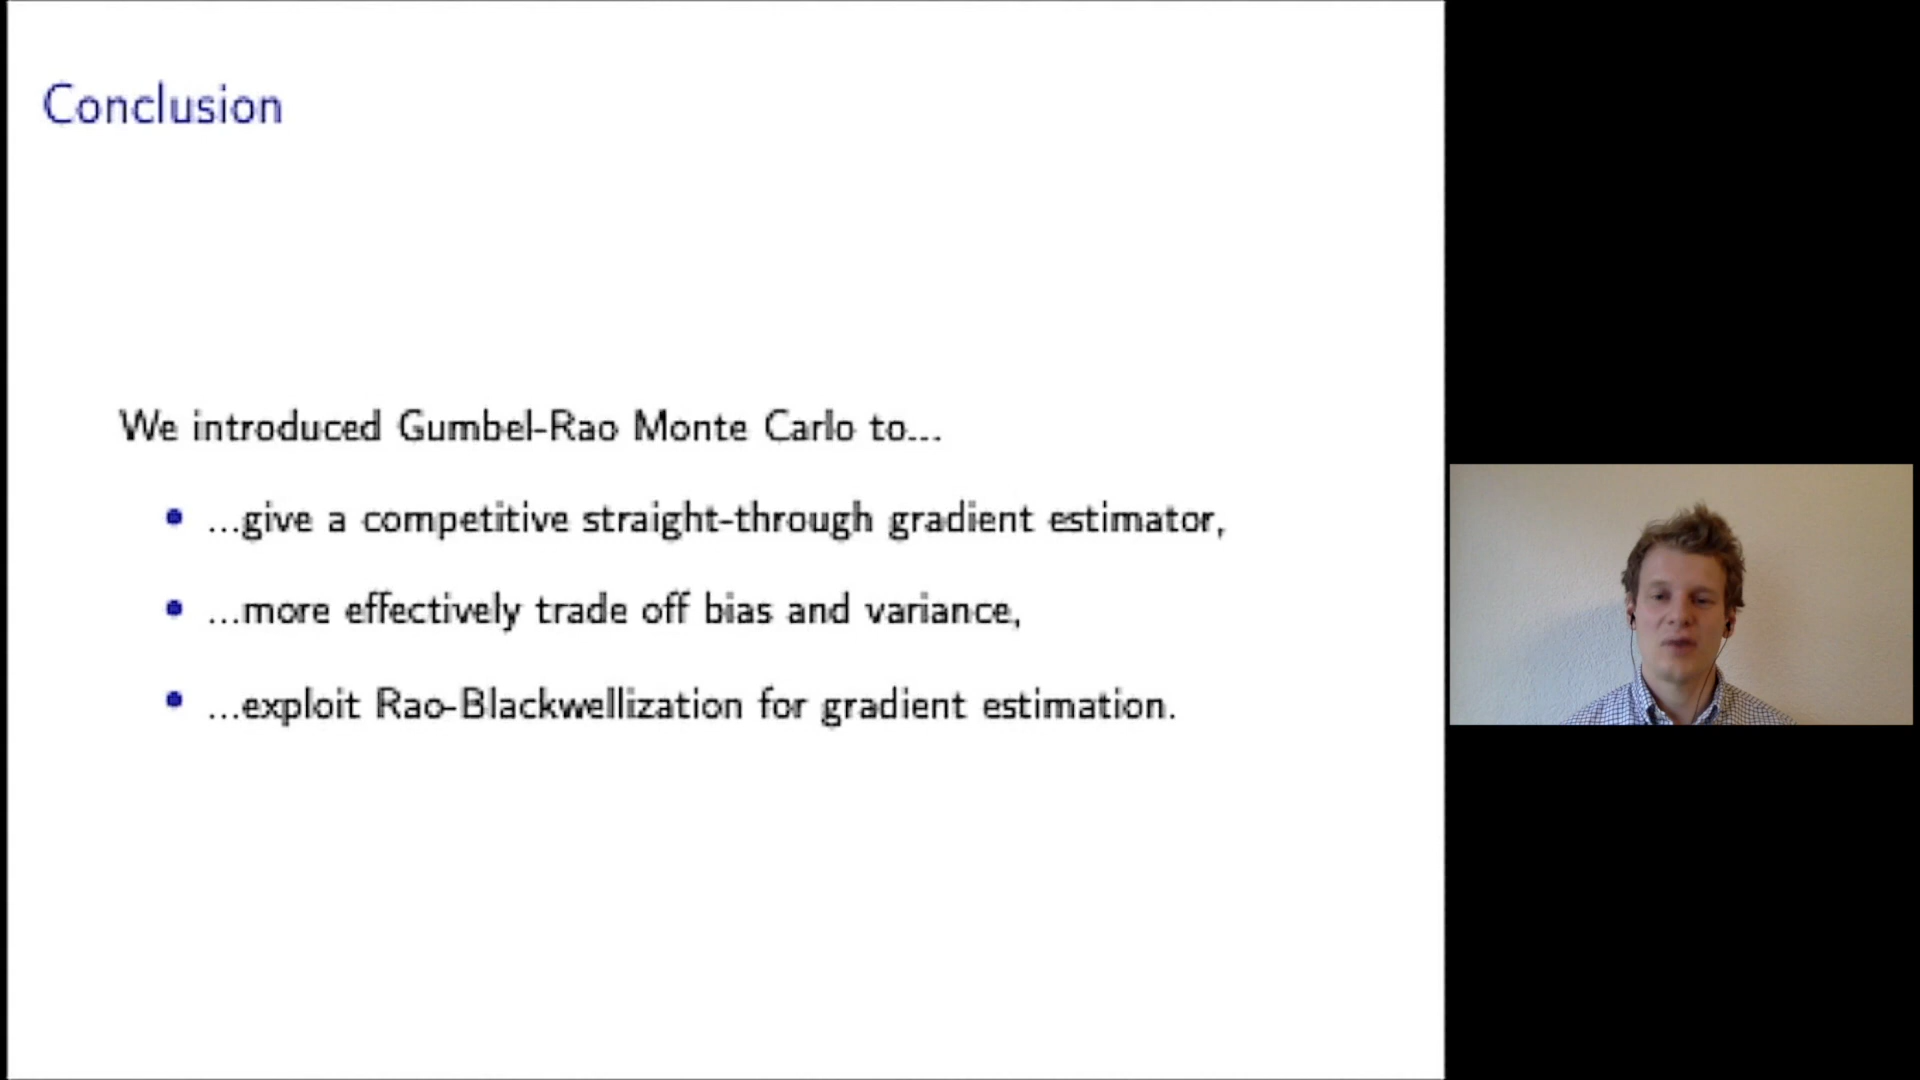 Conclusion
We introduced Gumbel-Rao Monte Carlo to...
...give a competitive straight-through gradient estimator,
...more effectively trade off bias and variance,
...exploit Rao-Blackwellization for gradient estimation.